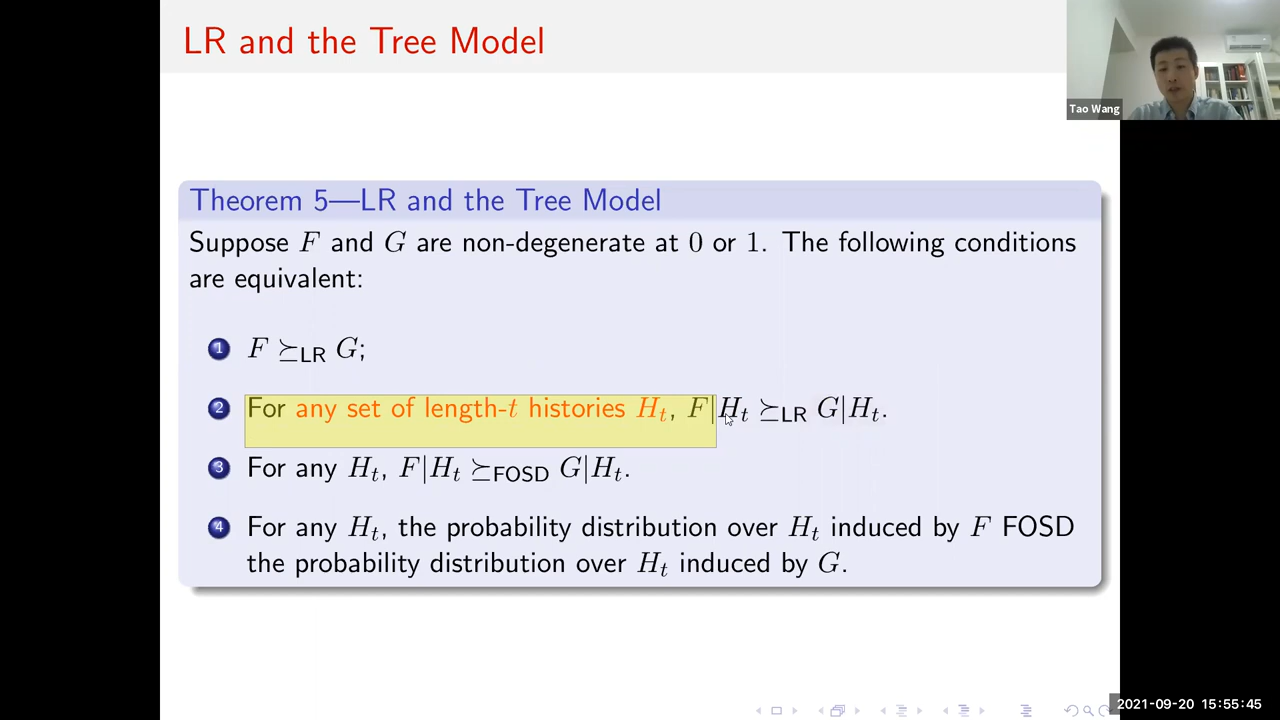 LR and the Tree Model
Tao Wang
Theorem 5—LR and the Tree Model
Suppose F and G are non-degenerate at 0 or 1. The following conditions
are equivalent:
1 F ⪰LR G;
2 For any set of length-t histories Ht, F|Ht ⪰LR G|Ht.
3 For any Ht, F|Ht ⪰FOSD G|Ht.
4 For any Ht, the probability distribution over Ht induced by F FOSD
the probability distribution over Ht induced by G.
2021-09-20 15:55:45